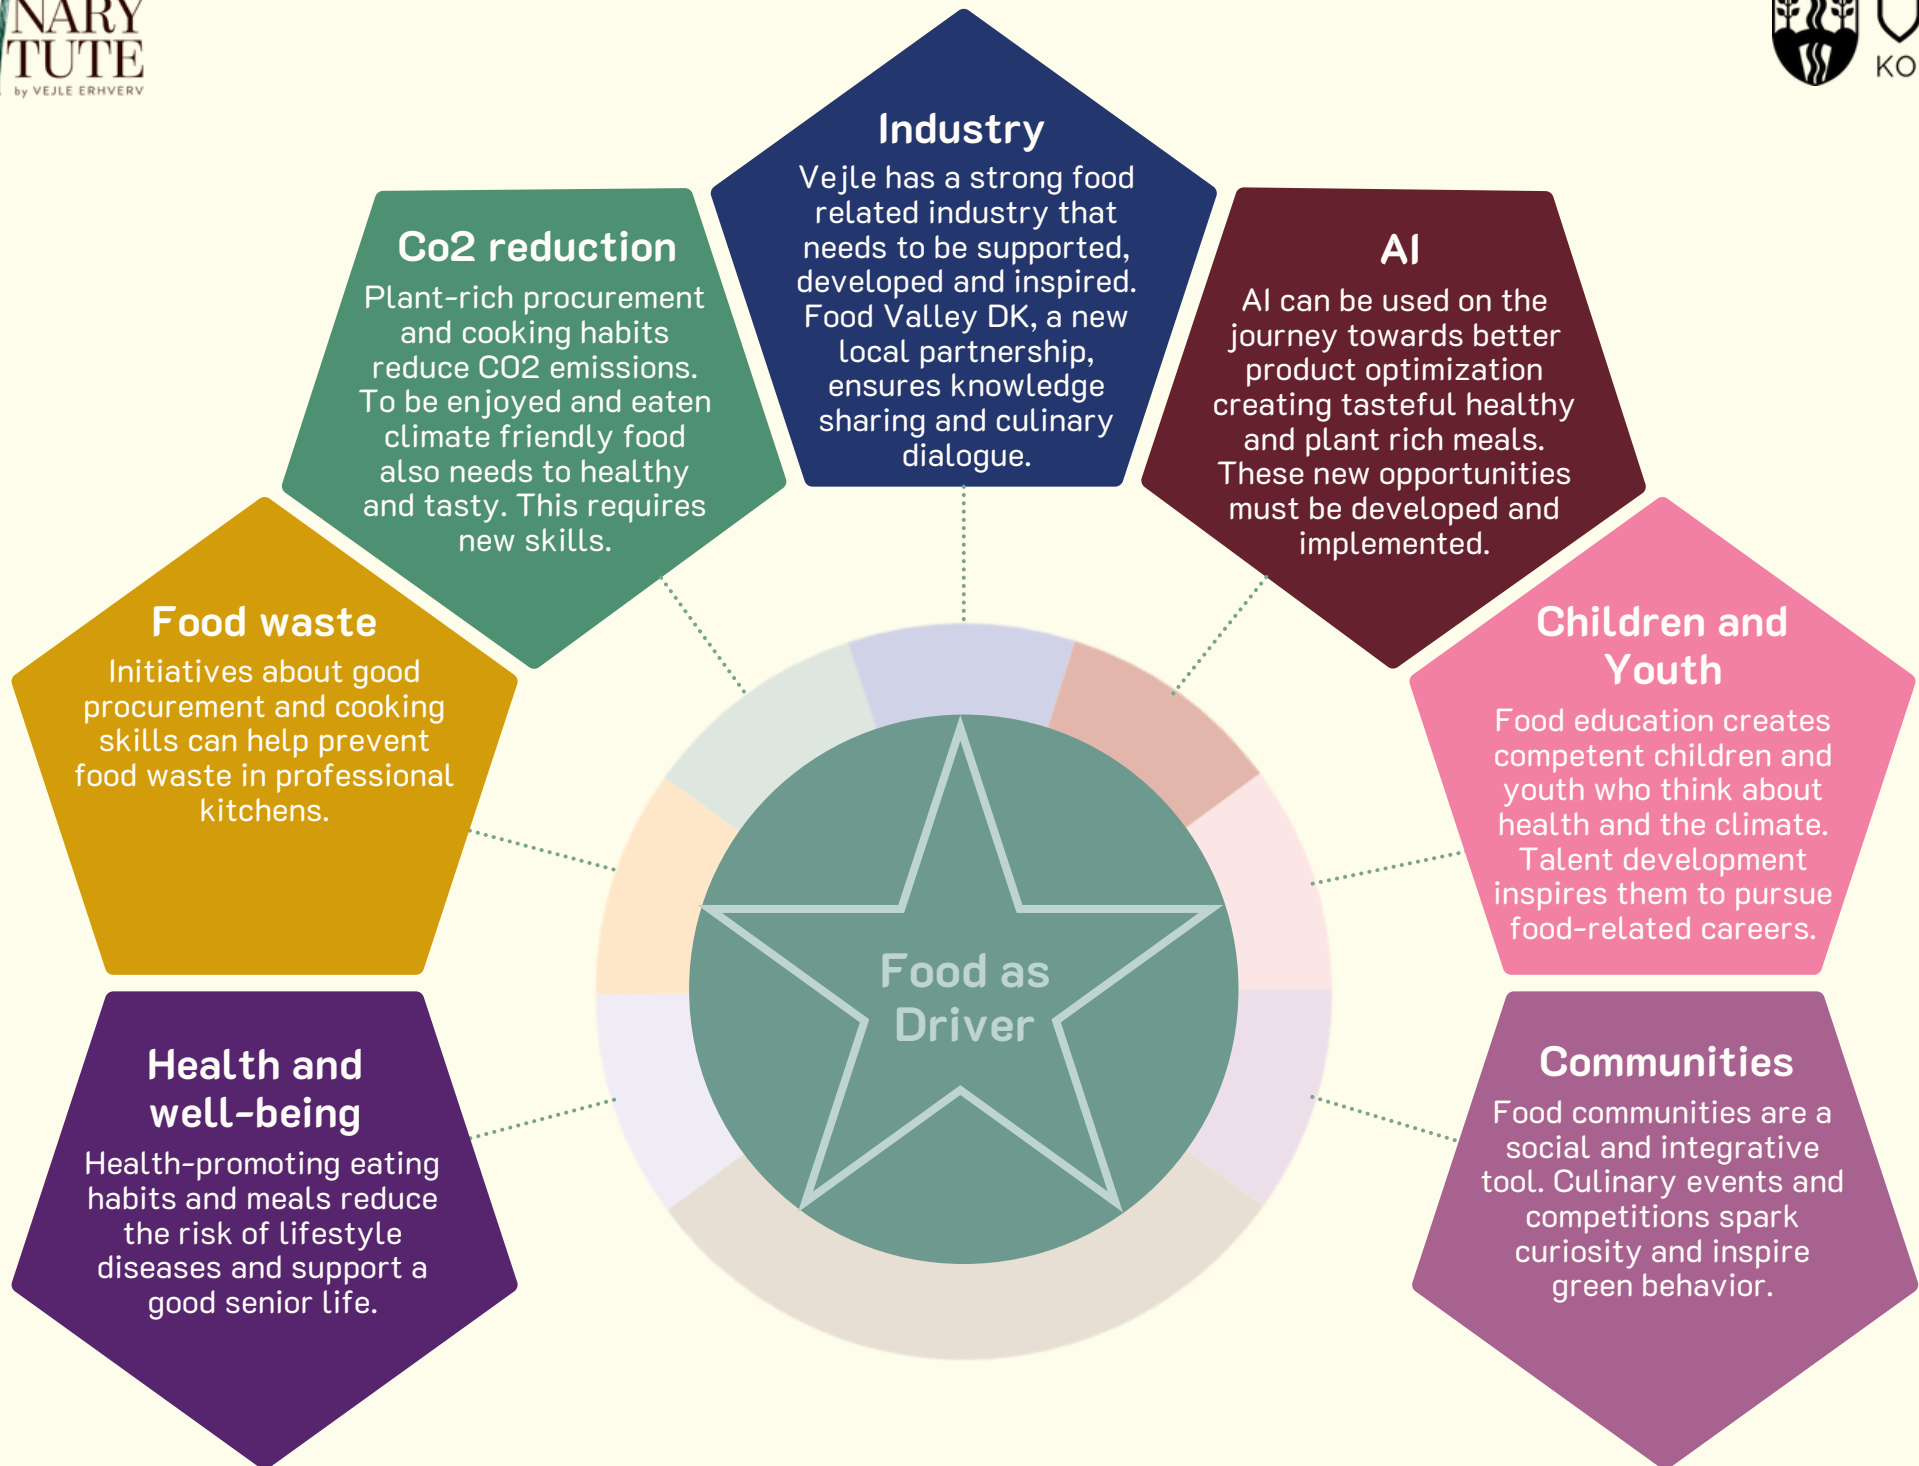 NARY
TUTE
by VEJLE ERHVERV
KO
Industry
Vejle has a strong food
related industry that
needs to be supported,
developed and inspired.
Food Valley DK, a new
local partnership,
ensures knowledge
sharing and culinary
dialogue.
Co2 reduction
Plant-rich procurement
and cooking habits
reduce CO2 emissions.
To be enjoyed and eaten
climate friendly food
also needs to healthy
and tasty. This requires
new skills.
AI
AI can be used on the
journey towards better
product optimization
creating tasteful healthy
and plant rich meals.
These new opportunities
must be developed and
implemented.
Food waste
Initiatives about good
procurement and cooking
skills can help prevent
food waste in professional
kitchens.
Children and
Youth
Food education creates
competent children and
youth who think about
health and the climate.
Talent development
inspires them to pursue
food-related careers.
Food as
Driver
Health and
well-being
Health-promoting eating
habits and meals reduce
the risk of lifestyle
diseases and support a
good senior life.
Communities
Food communities are a
social and integrative
tool. Culinary events and
competitions spark
curiosity and inspire
green behavior.